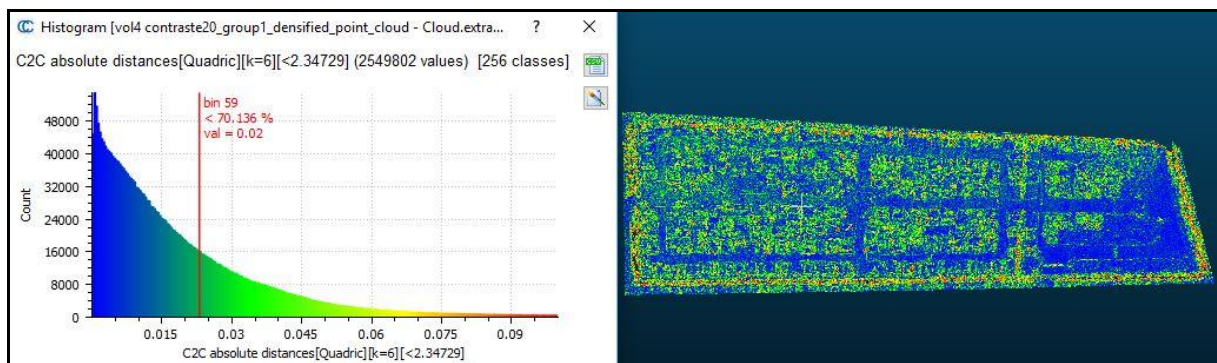 Histogram [vol4 contraste20_group1_densified_point_cloud - Cloud.extra... ? ×
C2C absolute distances[Quadric][k=6][<2.34729] (2549802 values) [256 classes]
bin 59
< 70.136 %
val = 0.02
48000
40000
32000
24000
16000
8000
0
Count
0.015 0.03 0.045 0.06 0.075 0.09
C2C absolute distances[Quadric][k=6][<2.34729]